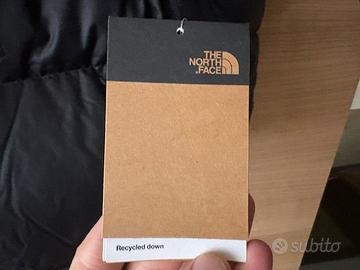 THE
NORTH
FACE
Recycled down
subito